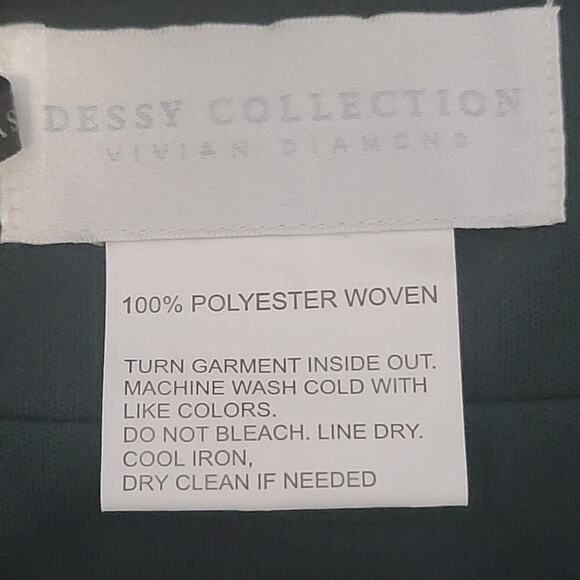 DESSY COLLECTION
VIVIAN DIAMOND
100% POLYESTER WOVEN
TURN GARMENT INSIDE OUT.
MACHINE WASH COLD WITH
LIKE COLORS.
DO NOT BLEACH. LINE DRY.
COOL IRON,
DRY CLEAN IF NEEDED